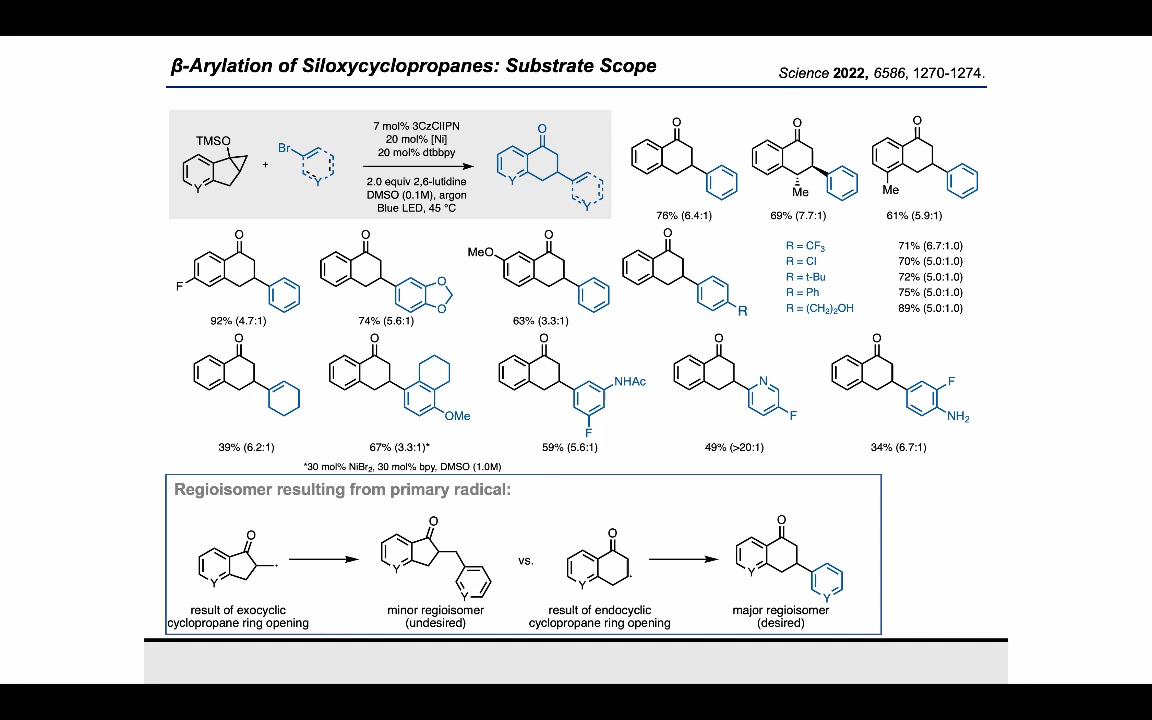 β-Arylation of Siloxycyclopropanes: Substrate Scope
Science 2022, 6586, 1270-1274.
TMSO
Y
+
Br
Y
7 mol% 3CzClIPN
20 mol% [Ni]
20 mol% dtbbpy
2.0 equiv 2,6-lutidine
DMSO (0.1M), argon
Blue LED, 45 °C
O
Y
Y
O
76% (6.4:1)
O
Me
69% (7.7:1)
O
Me
61% (5.9:1)
O
F
92% (4.7:1)
O
O
O
74% (5.6:1)
O
MeO
63% (3.3:1)
O
R
R = CF3 71% (6.7:1.0)
R = Cl 70% (5.0:1.0)
R = t-Bu 72% (5.0:1.0)
R = Ph 75% (5.0:1.0)
R = (CH2)2OH 89% (5.0:1.0)
O
39% (6.2:1)
O
OMe
67% (3.3:1)*
O
NHAc
F
59% (5.6:1)
O
N
F
49% (>20:1)
O
F
NH2
34% (6.7:1)
*30 mol% NiBr2, 30 mol% bpy, DMSO (1.0M)
Regioisomer resulting from primary radical:
O
Y
result of exocyclic
cyclopropane ring opening
O
Y
Y
minor regioisomer
(undesired)
vs.
O
Y
result of endocyclic
cyclopropane ring opening
O
Y
Y
major regioisomer
(desired)